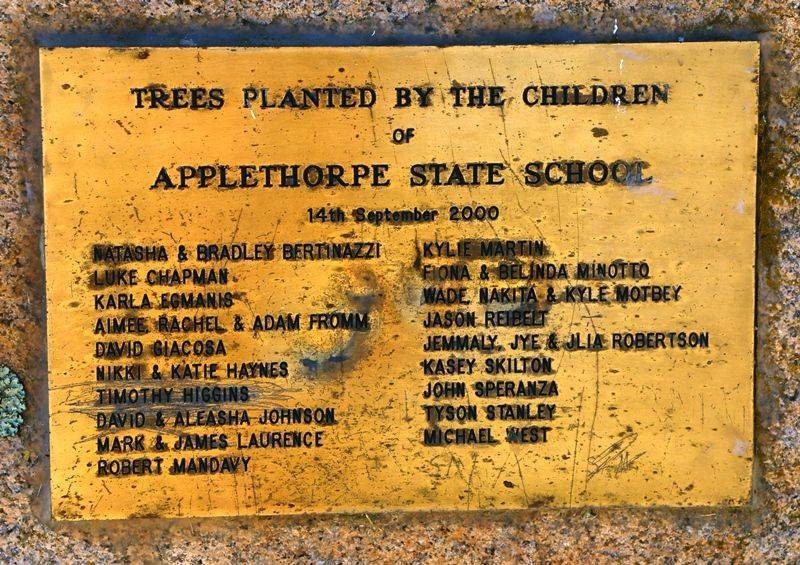 TREES PLANTED BY THE CHILDREN
OF
APPLETHORPE STATE SCHOOL
14th September 2000
NATASHA & BRADLEY BERTINAZZI
LUKE CHAPMAN
KARLA EGMANIS
AIMEE, RACHEL & ADAM FROMM
DAVID GIACOSA
NIKKI & KATIE HAYNES
TIMOTHY HIGGINS
DAVID & ALEASHA JOHNSON
MARK & JAMES LAURENCE
ROBERT MANDAVY
KYLIE MARTIN
FIONA & BELINDA MINOTTO
WADE, NAKITA & KYLE MOTBEY
JASON REIBELT
JEMMALY, JYE & JLIA ROBERTSON
KASEY SKILTON
JOHN SPERANZA
TYSON STANLEY
MICHAEL WEST